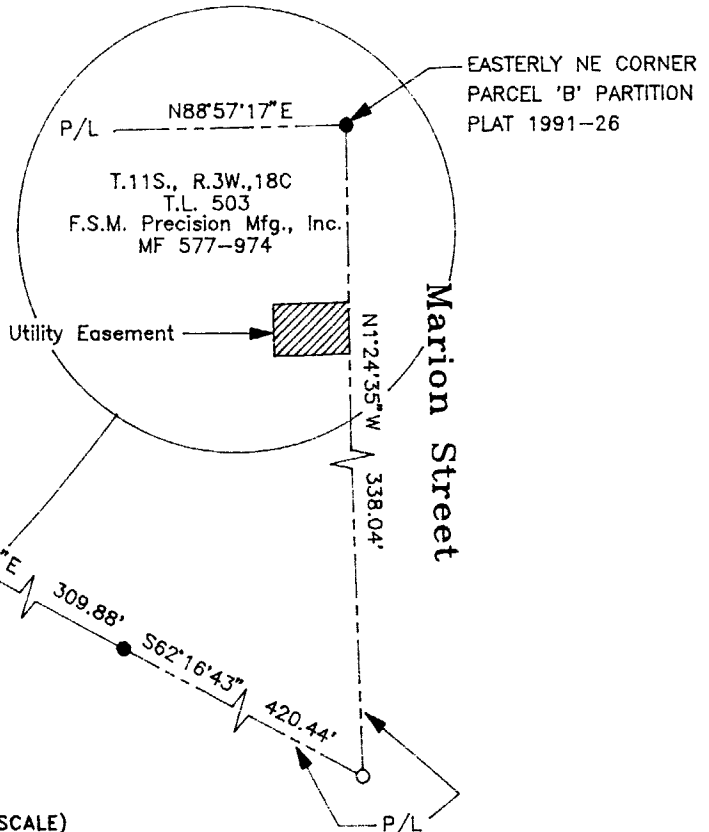 EASTERLY NE CORNER
PARCEL 'B' PARTITION
PLAT 1991-26
N88°57'17"E
P/L
T.11S., R.3W.,18C
T.L. 503
F.S.M. Precision Mfg., Inc.
MF 577-974
Utility Easement
Marion Street
N1°24'35"W
338.04'
"E
309.88'
S62°16'43"
420.44'
SCALE)
P/L